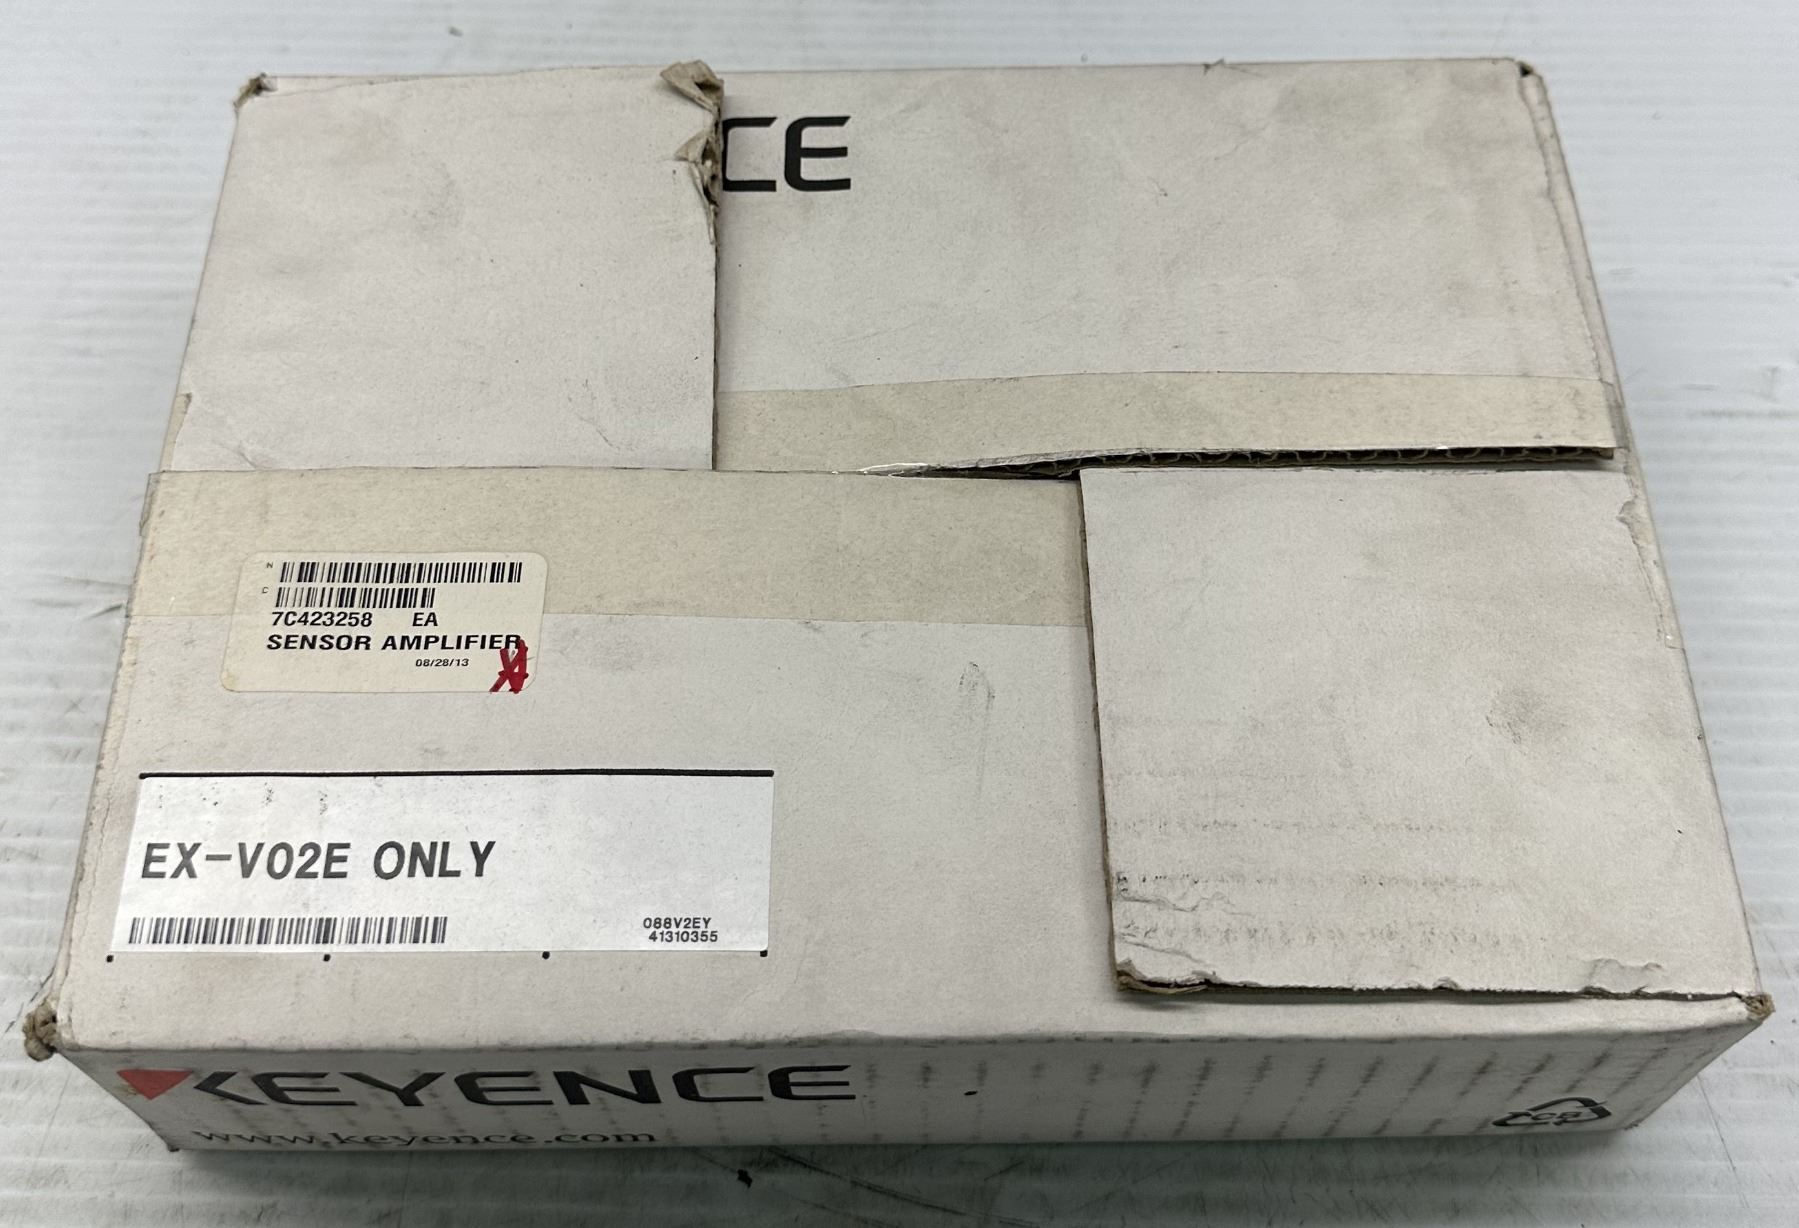 CE
N
C
7C423258 EA
SENSOR AMPLIFIER
08/28/13
EX-V02E ONLY
088V2EY
41310355
KEYENCE
www.keyence.com